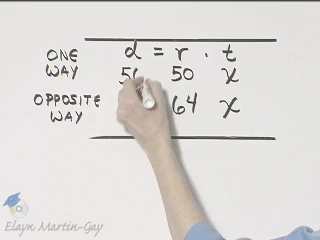 d = r · t
ONE WAY 50 x
OPPOSITE WAY 64 x
Elayn Martin-Gay